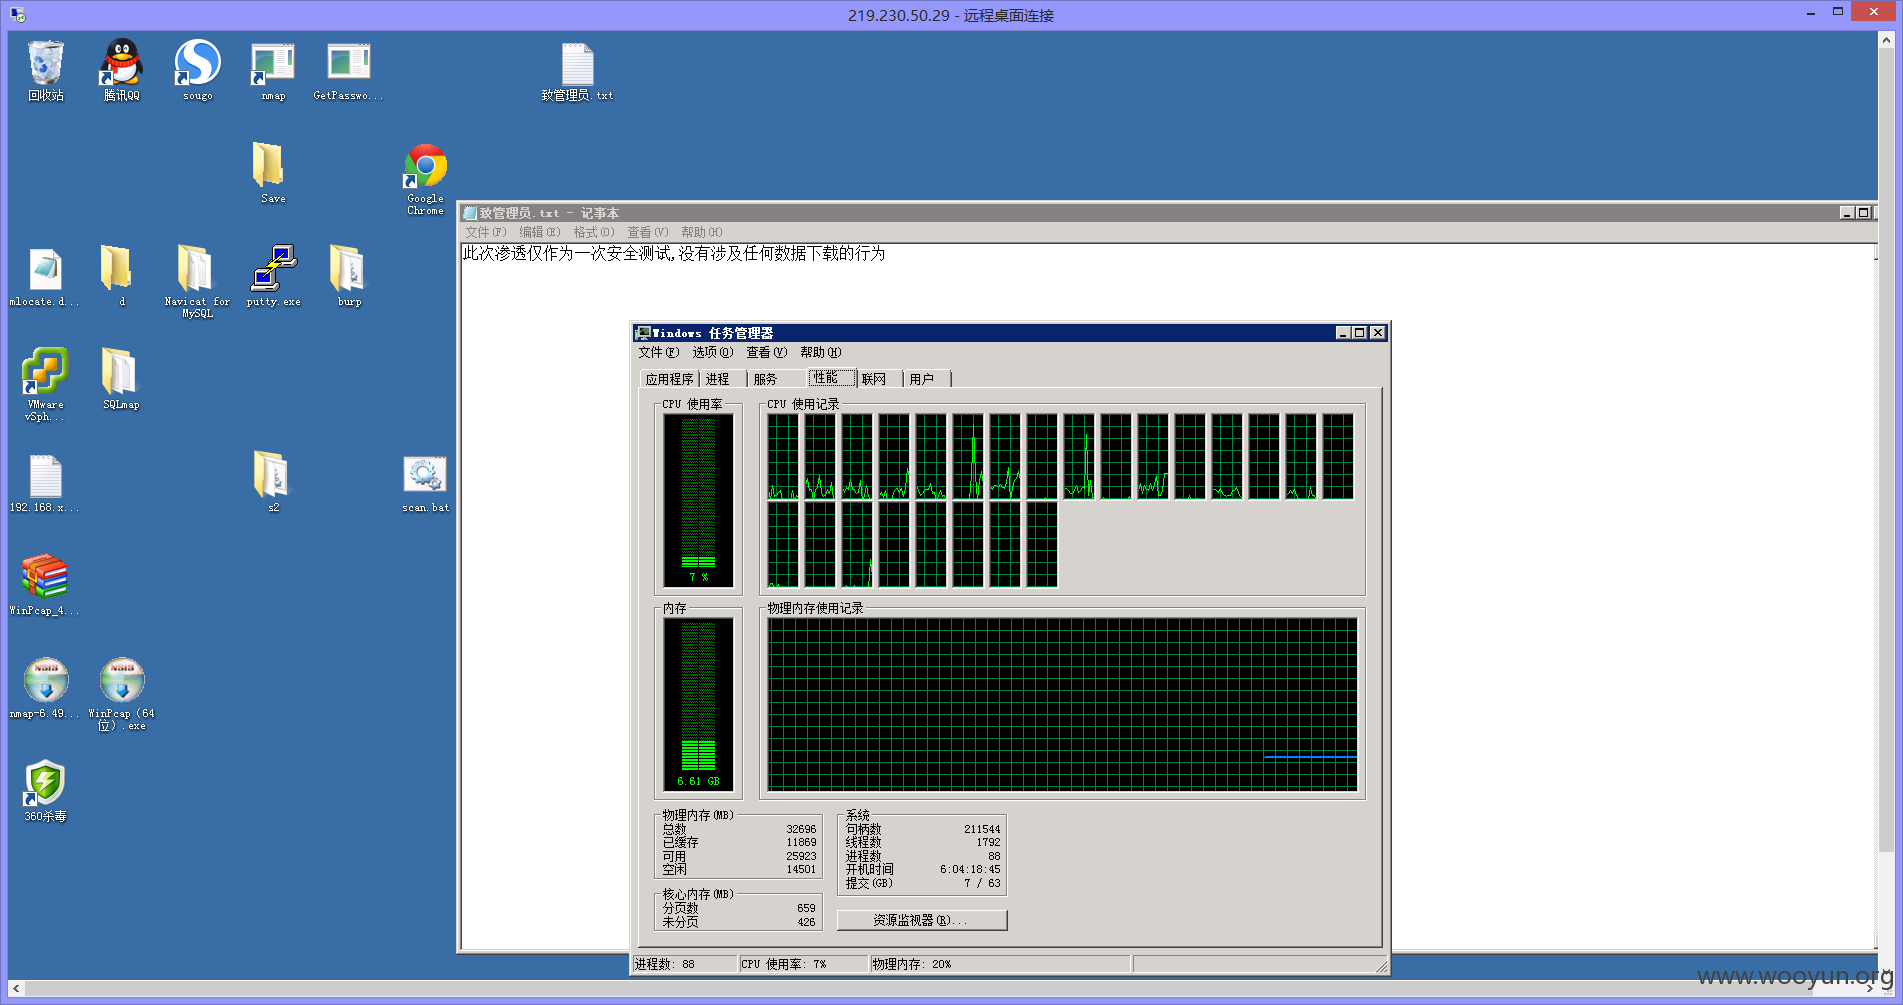 219.230.50.29 - 远程桌面连接
回收站
腾讯QQ
sougo
nmap
GetPasswo...
致管理员.txt
Save
Google
Chrome
mlocate.d...
d
Navicat for
MySQL
putty.exe
burp
VMware
vSph...
SQLmap
192.168.x...
s2
scan.bat
WinPcap_4...
nmap-6.49...
WinPcap (64
位).exe
360杀毒
致管理员.txt - 记事本
文件(F) 编辑(E) 格式(O) 查看(V) 帮助(H)
此次渗透仅作为一次安全测试,没有涉及任何数据下载的行为
Windows 任务管理器
文件(F) 选项(O) 查看(V) 帮助(H)
应用程序 进程 服务 性能 联网 用户
CPU 使用率
7 %
CPU 使用记录
内存
6.61 GB
物理内存使用记录
物理内存(MB)
总数 32696
已缓存 11869
可用 25923
空闲 14501
核心内存(MB)
分页数 659
未分页 426
系统
句柄数 211544
线程数 1792
进程数 88
开机时间 6:04:18:45
提交(GB) 7 / 63
资源监视器(R)...
进程数: 88 CPU 使用率: 7% 物理内存: 20%
www.wooyun.org
NSIS
NSIS